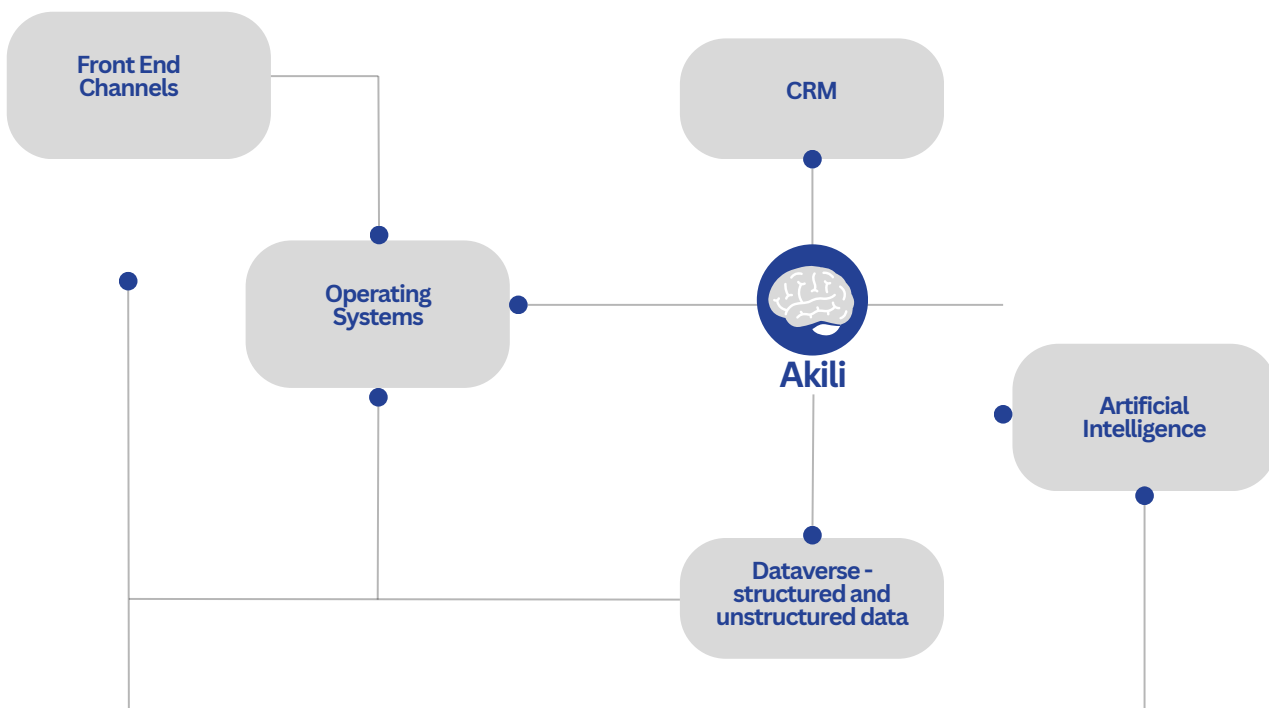 Front End
Channels
CRM
Operating
Systems
Akili
Artificial
Intelligence
Dataverse -
structured and
unstructured data